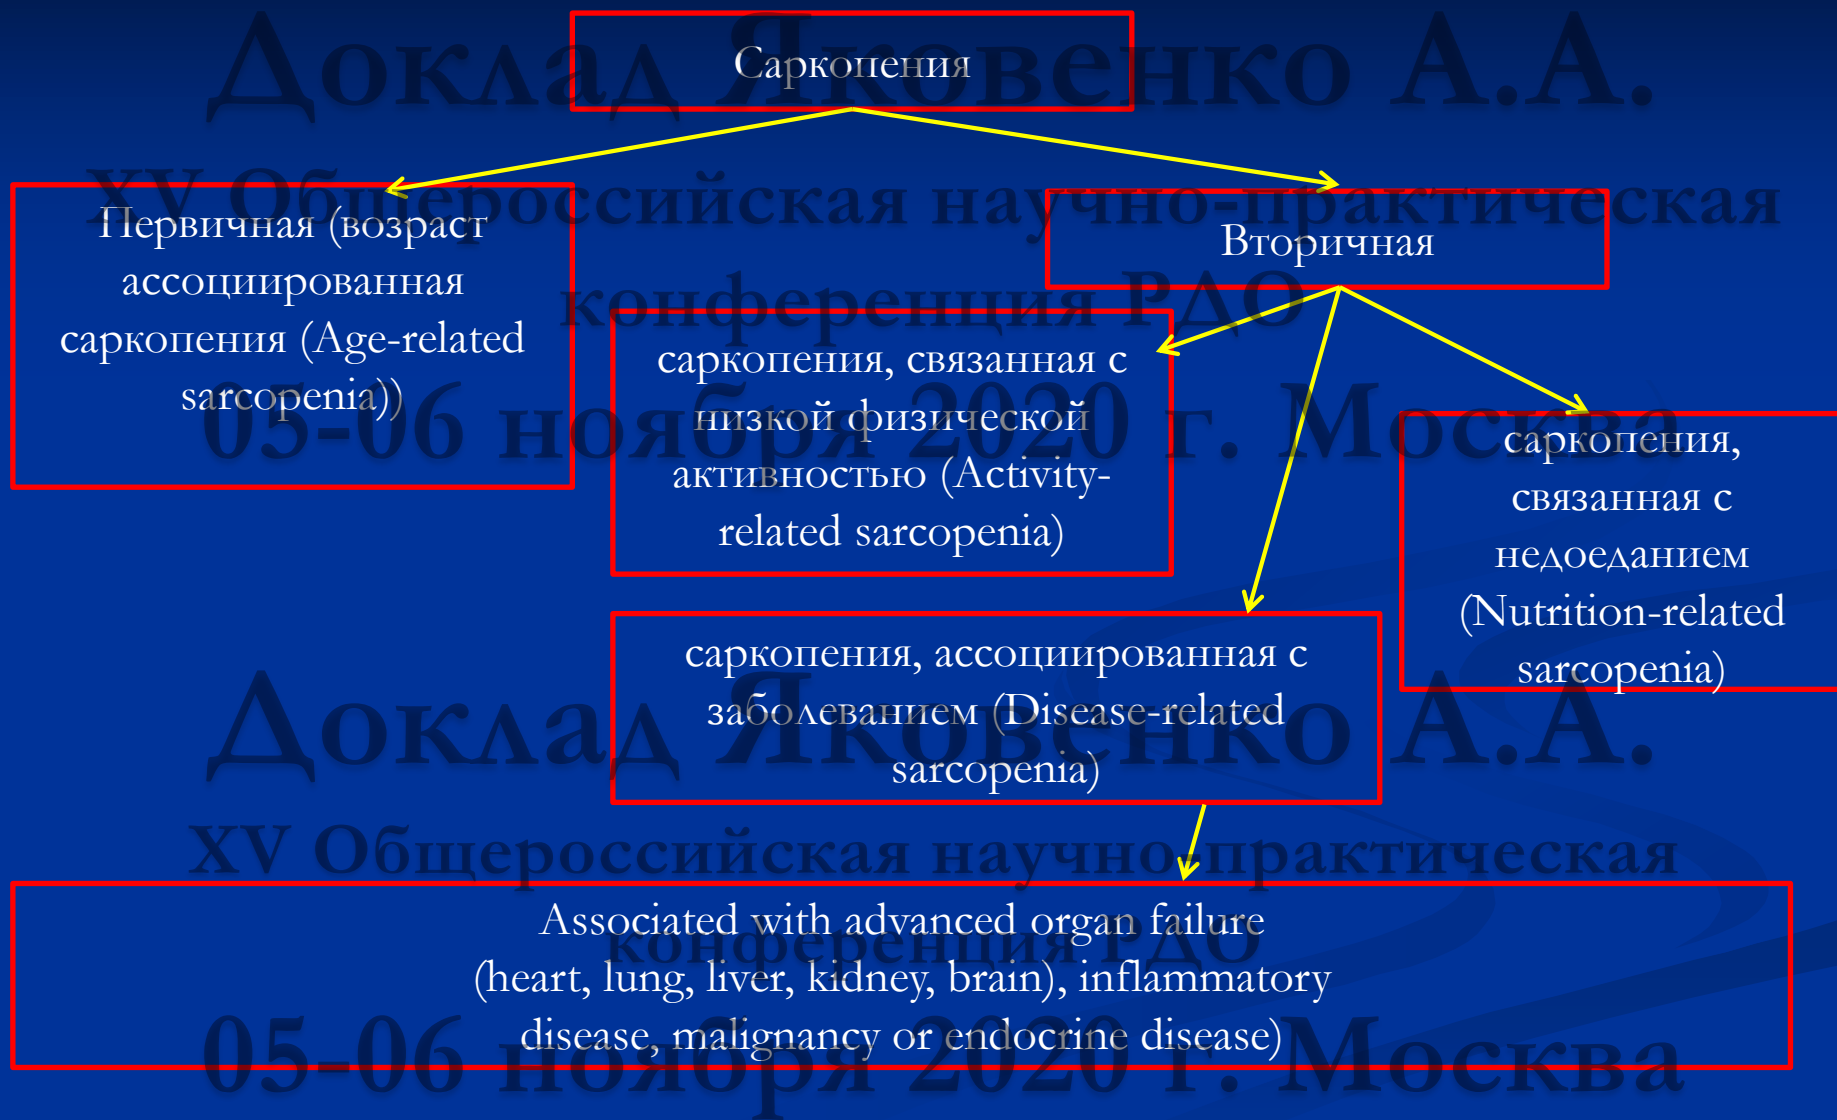 Доклад Яковенко А.А.
XV Общероссийская научно-практическая
конференция РДО
05-06 ноября 2020 г. Москва
Саркопения
Первичная (возраст
ассоциированная
саркопения (Age-related
sarcopenia))
Вторичная
саркопения, связанная с
низкой физической
активностью (Activity-
related sarcopenia)
саркопения,
связанная с
недоеданием
(Nutrition-related
sarcopenia)
саркопения, ассоциированная с
заболеванием (Disease-related
sarcopenia)
Доклад Яковенко А.А.
XV Общероссийская научно-практическая
конференция РДО
05-06 ноября 2020 г. Москва
Associated with advanced organ failure
(heart, lung, liver, kidney, brain), inflammatory
disease, malignancy or endocrine disease)